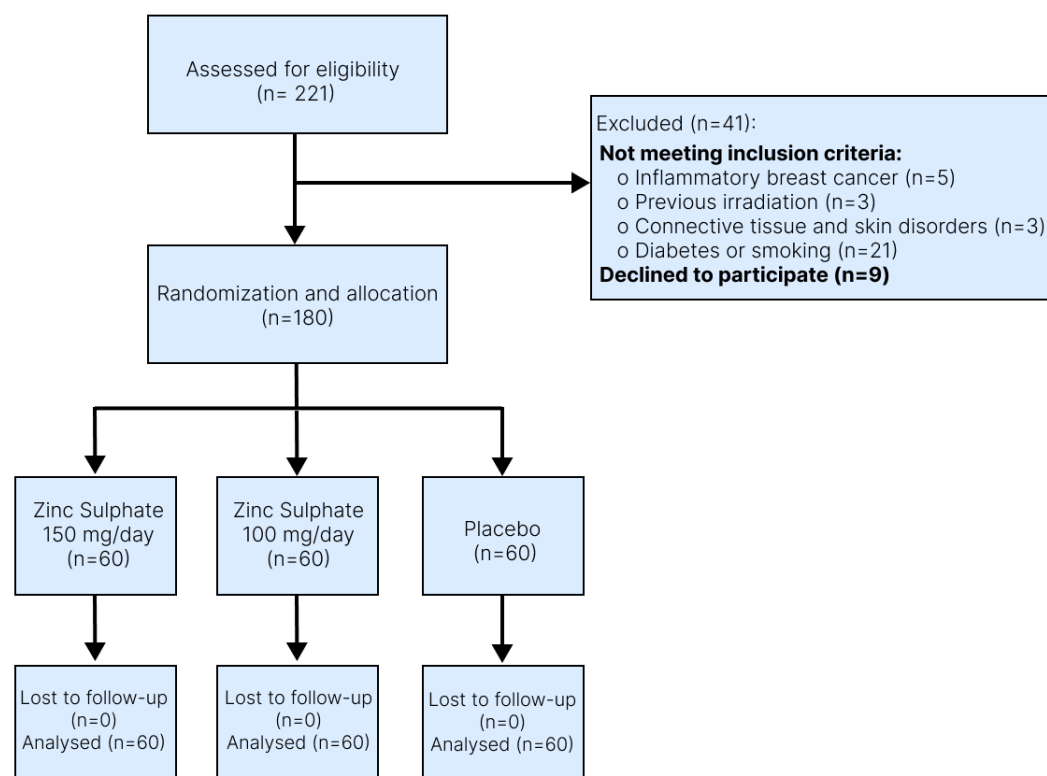 Assessed for eligibility
(n= 221)
Excluded (n=41):
Not meeting inclusion criteria:
o Inflammatory breast cancer (n=5)
o Previous irradiation (n=3)
o Connective tissue and skin disorders (n=3)
o Diabetes or smoking (n=21)
Declined to participate (n=9)
Randomization and allocation
(n=180)
Zinc Sulphate
150 mg/day
(n=60)
Zinc Sulphate
100 mg/day
(n=60)
Placebo
(n=60)
Lost to follow-up
(n=0)
Analysed (n=60)
Lost to follow-up
(n=0)
Analysed (n=60)
Lost to follow-up
(n=0)
Analysed (n=60)